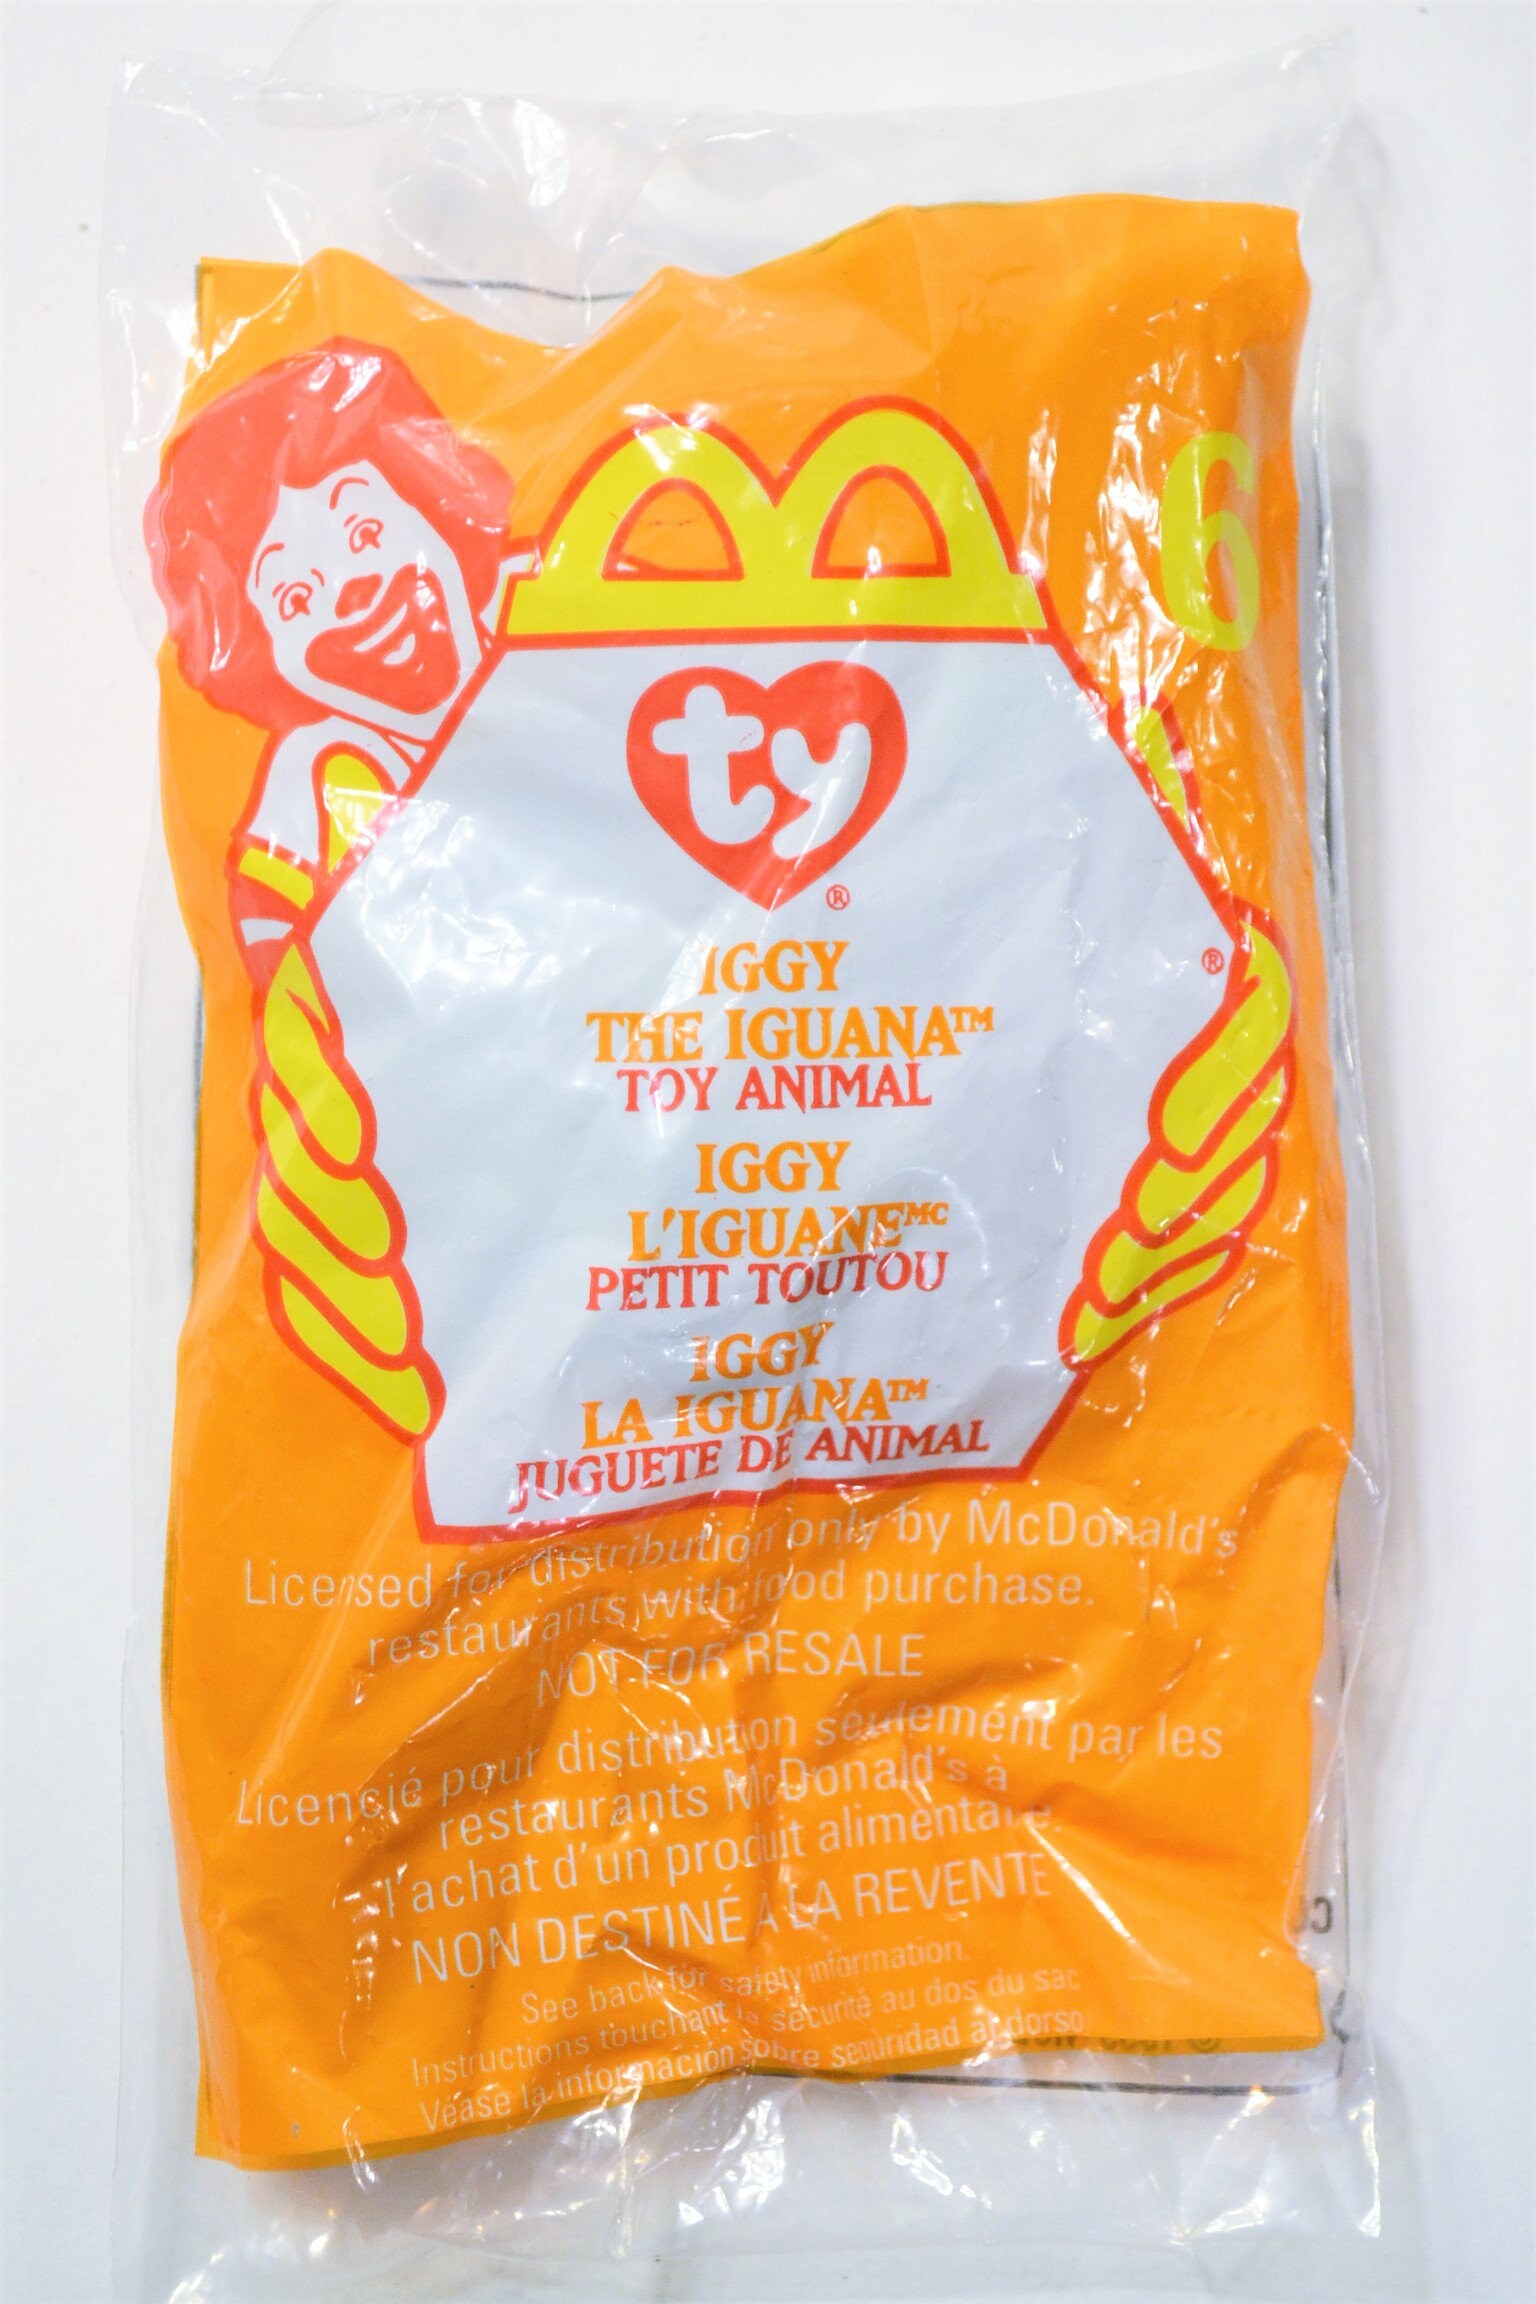 6
ty®
®
IGGY
THE IGUANA™
TOY ANIMAL
IGGY
L'IGUANEᴹᶜ
PETIT TOUTOU
IGGY
LA IGUANA™
JUGUETE DE ANIMAL
Licensed for distribution only by McDonald's
restaurants with food purchase.
NOT FOR RESALE
Licencié pour distribution seulement par les
restaurants McDonald's à
l'achat d'un produit alimentaire.
NON DESTINÉ À LA REVENTE
See back for safety information.
Instructions touchant la sécurité au dos du sac
Véase la información sobre seguridad al dorso